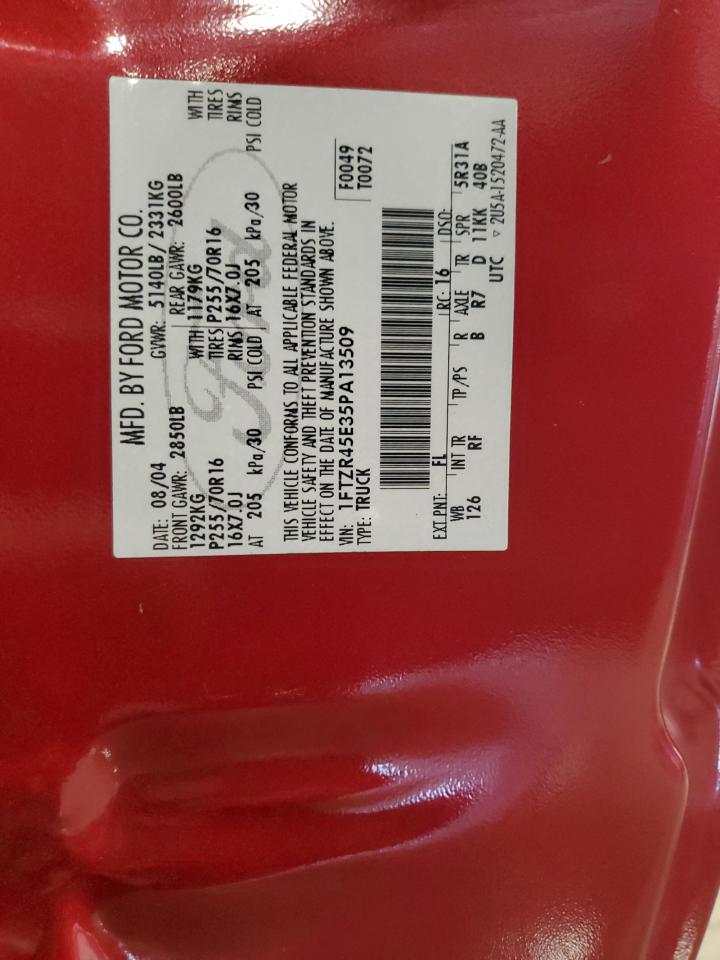 MFD. BY FORD MOTOR CO.
DATE: 08/04 GVWR: 5140LB/ 2331KG
FRONT GAWR: 2850LB REAR GAWR: 2600LB
1292KG WITH 1179KG WITH
P255/70R16 TIRES P255/70R16 TIRES
16X7.0J RIMS 16X7.0J RIMS
AT 205 kPa/30 PSI COLD AT 205 kPa/30 PSI COLD
Ford
THIS VEHICLE CONFORMS TO ALL APPLICABLE FEDERAL MOTOR
VEHICLE SAFETY AND THEFT PREVENTION STANDARDS IN
EFFECT ON THE DATE OF MANUFACTURE SHOWN ABOVE.
VIN: 1FTZR45E35PA13509 F0049
TYPE: TRUCK T0072
EXT PNT: FL RC: 16 DSO:
WB INT TR TP/PS R AXLE TR SPR 5R31A
126 RF B R7 D 11KK 40B
UTC ▽ 2U5A-1520472-AA